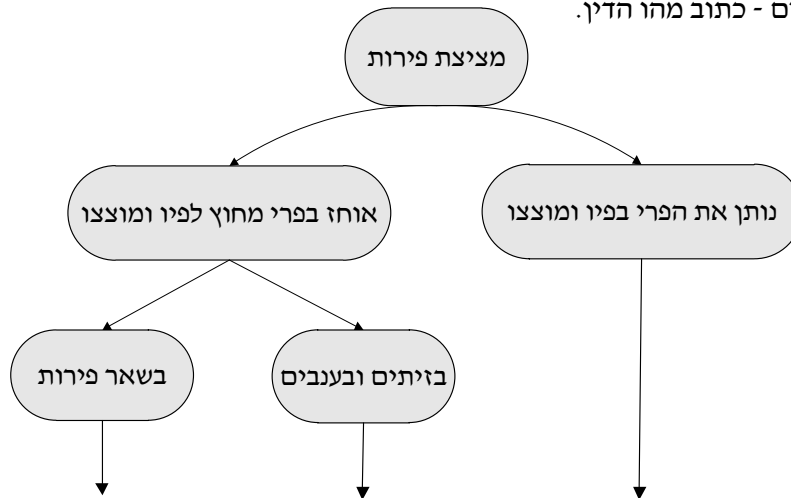 כתוב מהו הדין.
מציצת פירות
נותן את הפרי בפיו ומוצצו
אוחז בפרי מחוץ לפיו ומוצצו
בזיתים ובענבים
בשאר פירות